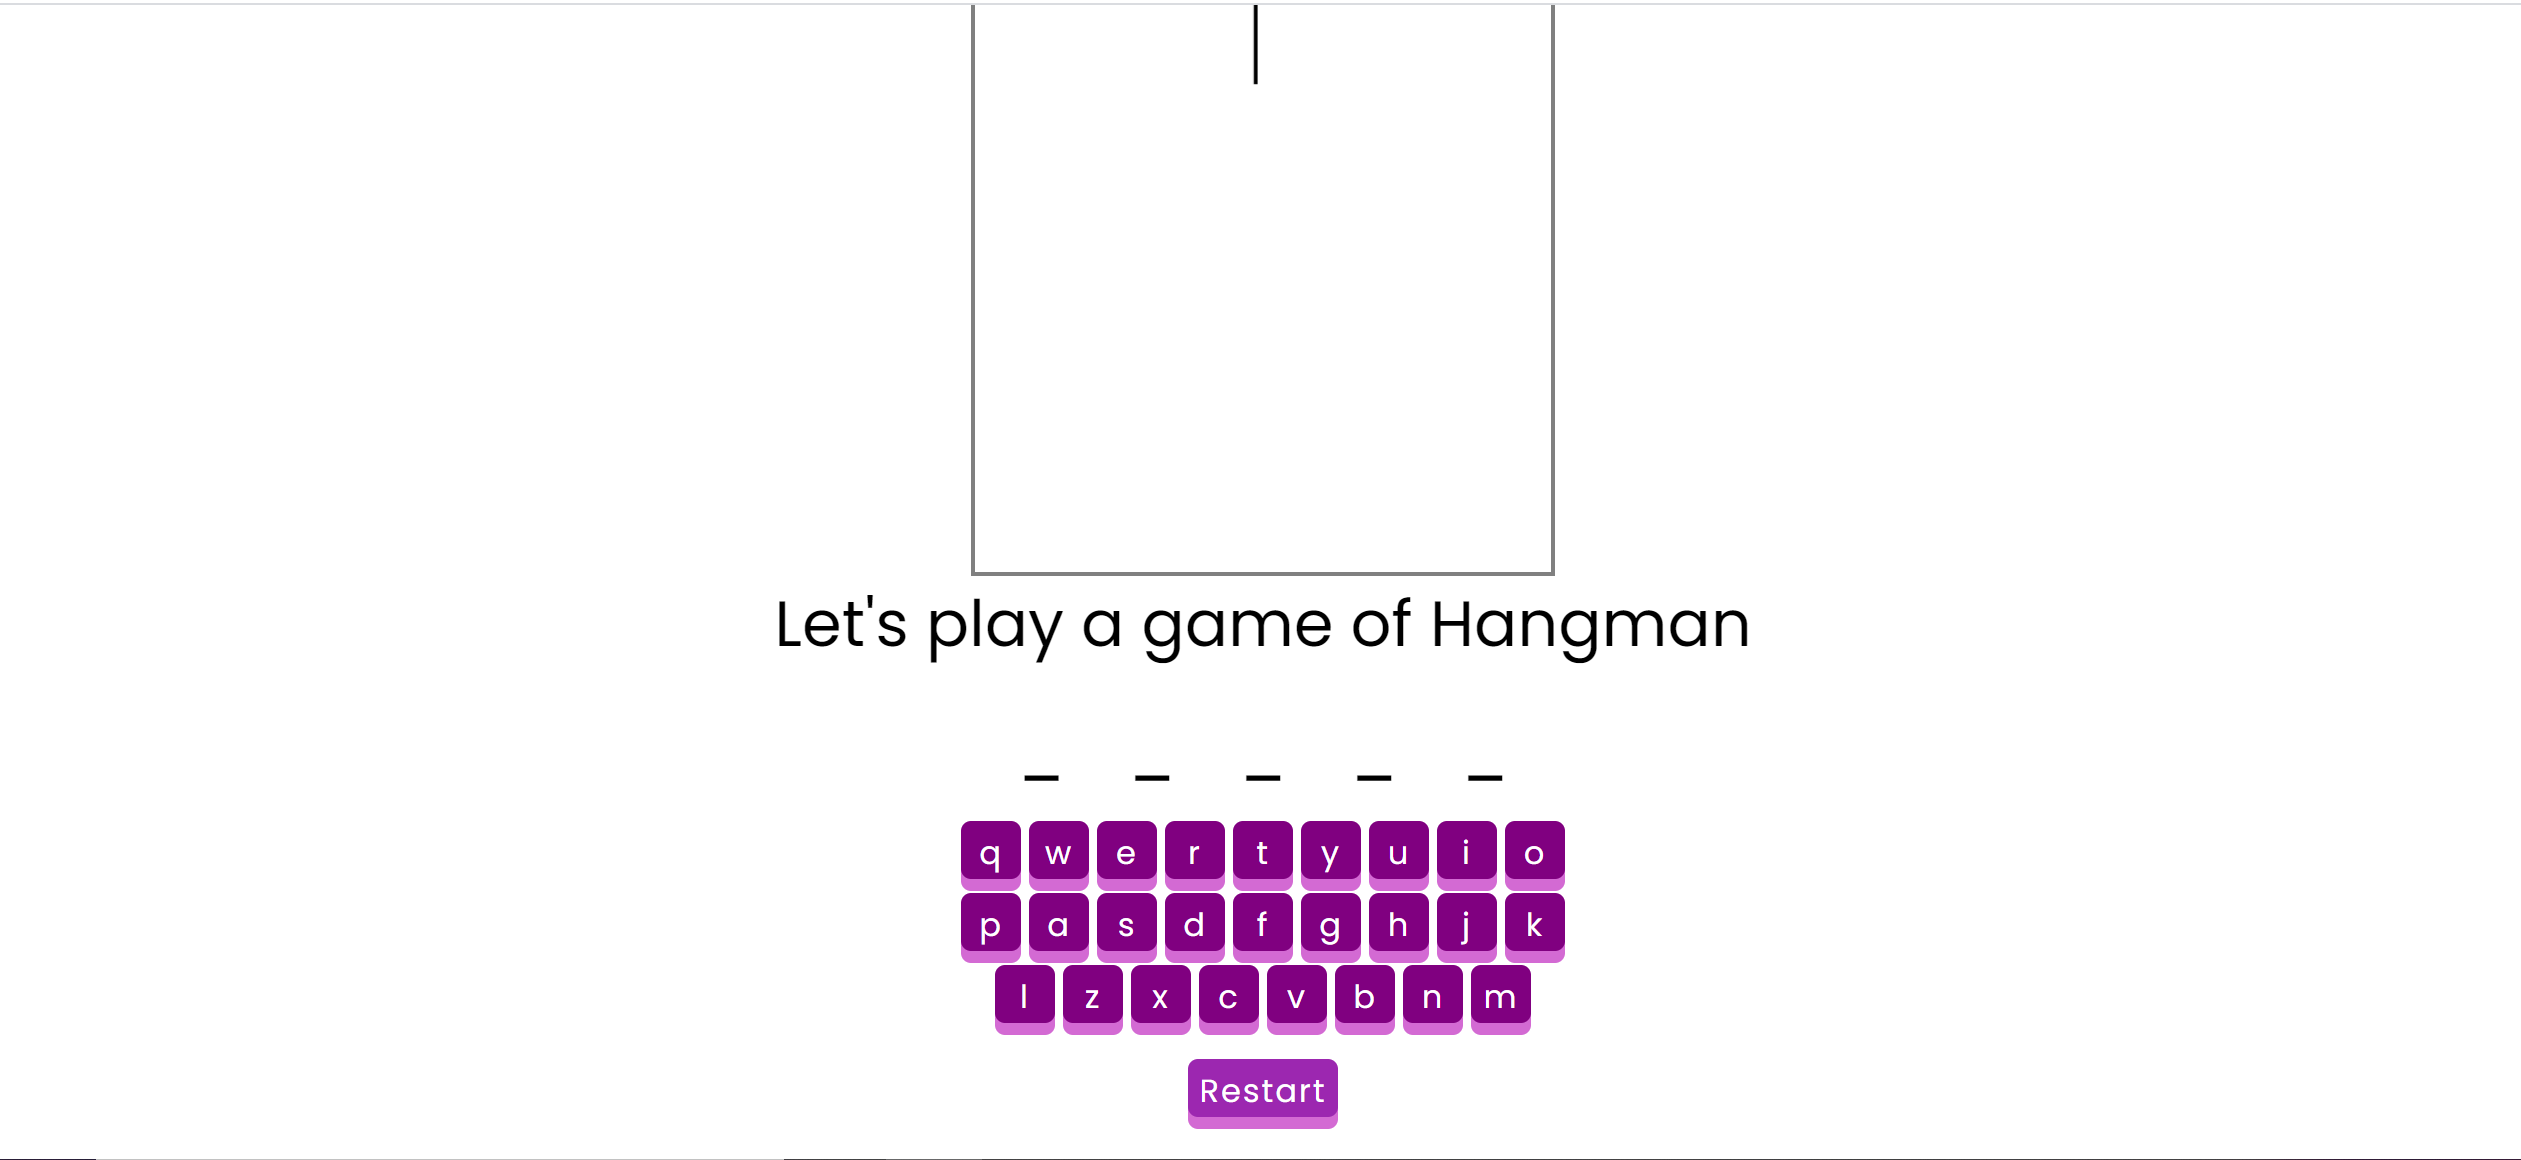 Let's play a game of Hangman
_ _ _ _ _
q w e r t y u i o
p a s d f g h j k
l z x c v b n m
Restart